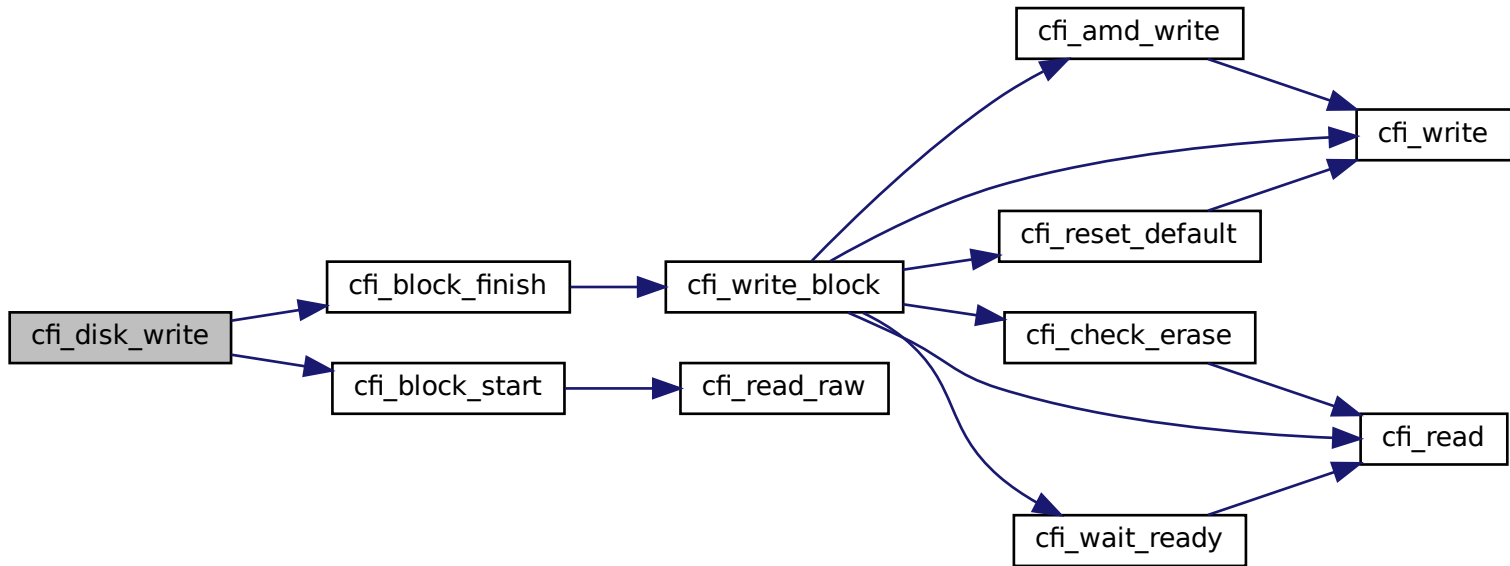 cfi_disk_write
cfi_block_finish
cfi_block_start
cfi_write_block
cfi_read_raw
cfi_amd_write
cfi_reset_default
cfi_check_erase
cfi_wait_ready
cfi_write
cfi_read